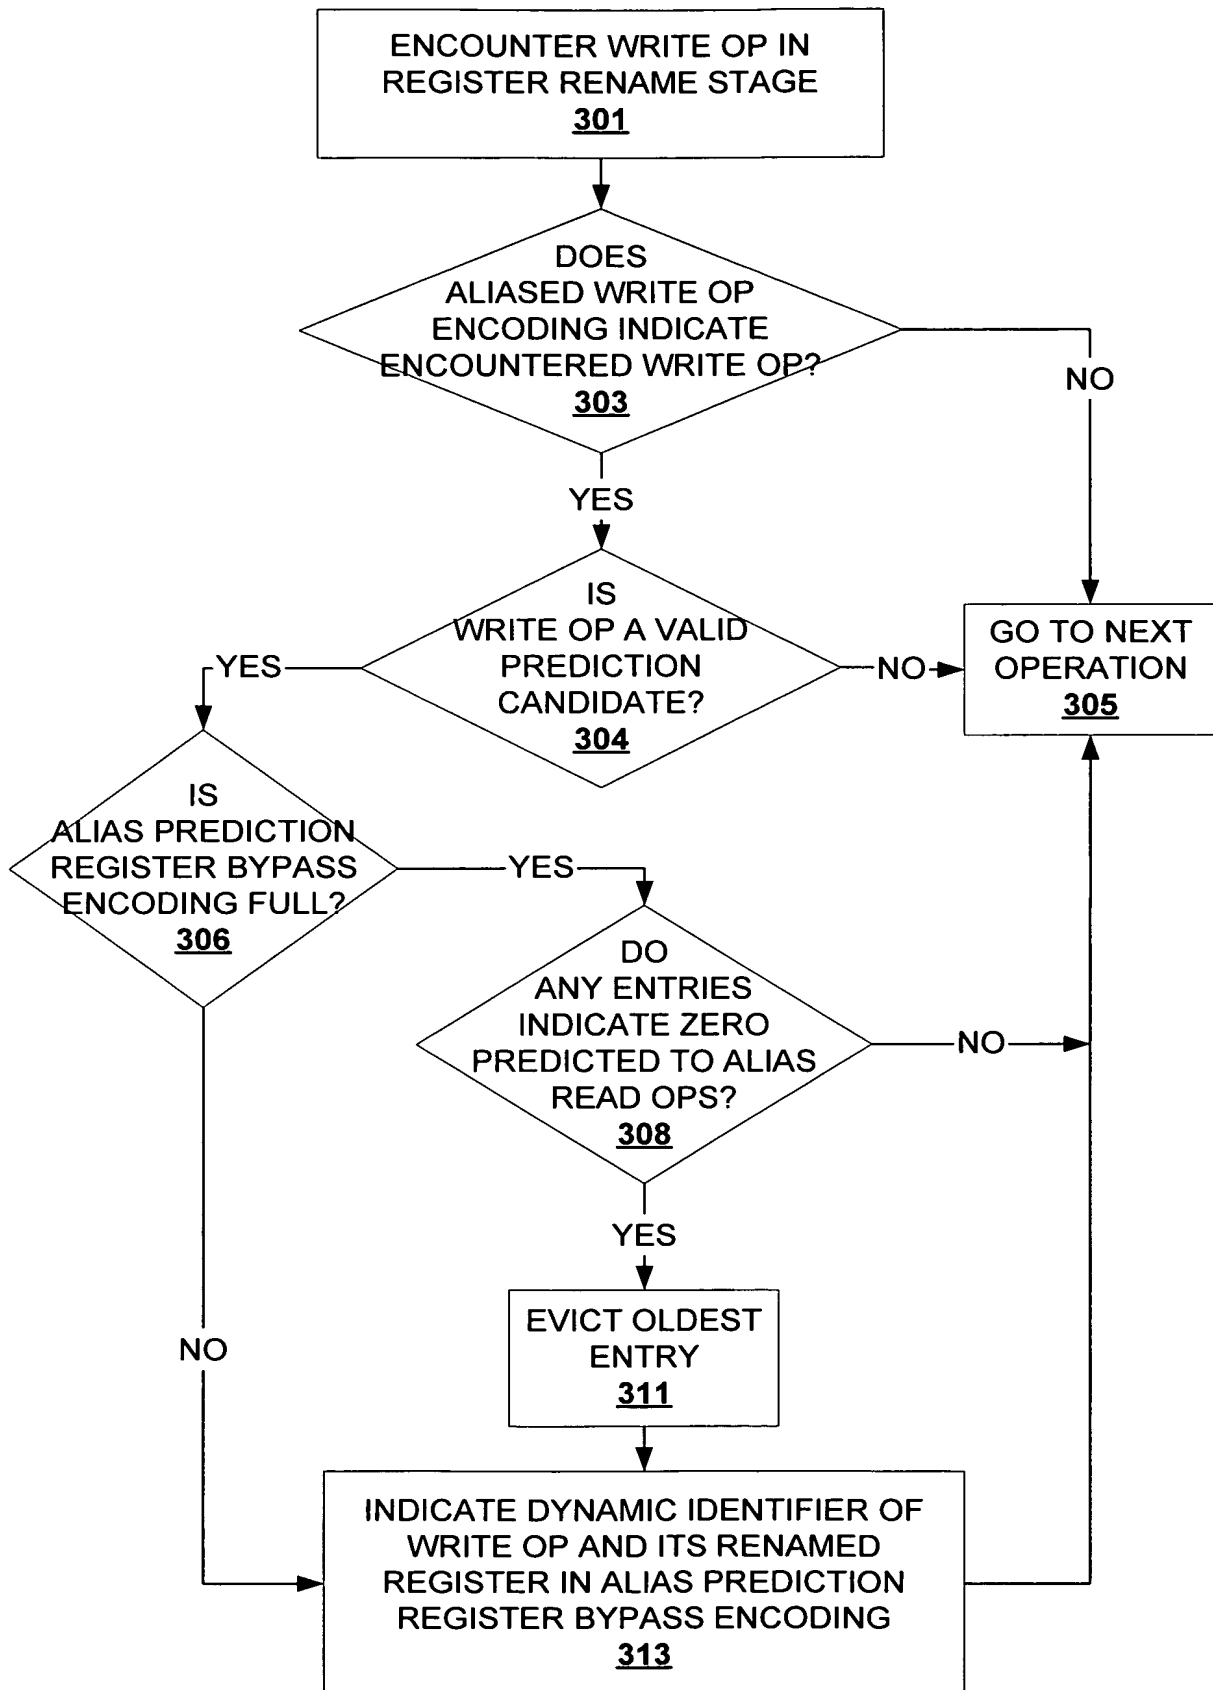 ENCOUNTER WRITE OP IN
REGISTER RENAME STAGE
301
DOES
ALIASED WRITE OP
ENCODING INDICATE
ENCOUNTERED WRITE OP?
303
NO
YES
IS
WRITE OP A VALID
PREDICTION
CANDIDATE?
304
YES
NO
GO TO NEXT
OPERATION
305
IS
ALIAS PREDICTION
REGISTER BYPASS
ENCODING FULL?
306
YES
DO
ANY ENTRIES
INDICATE ZERO
PREDICTED TO ALIAS
READ OPS?
308
NO
YES
NO
EVICT OLDEST
ENTRY
311
INDICATE DYNAMIC IDENTIFIER OF
WRITE OP AND ITS RENAMED
REGISTER IN ALIAS PREDICTION
REGISTER BYPASS ENCODING
313